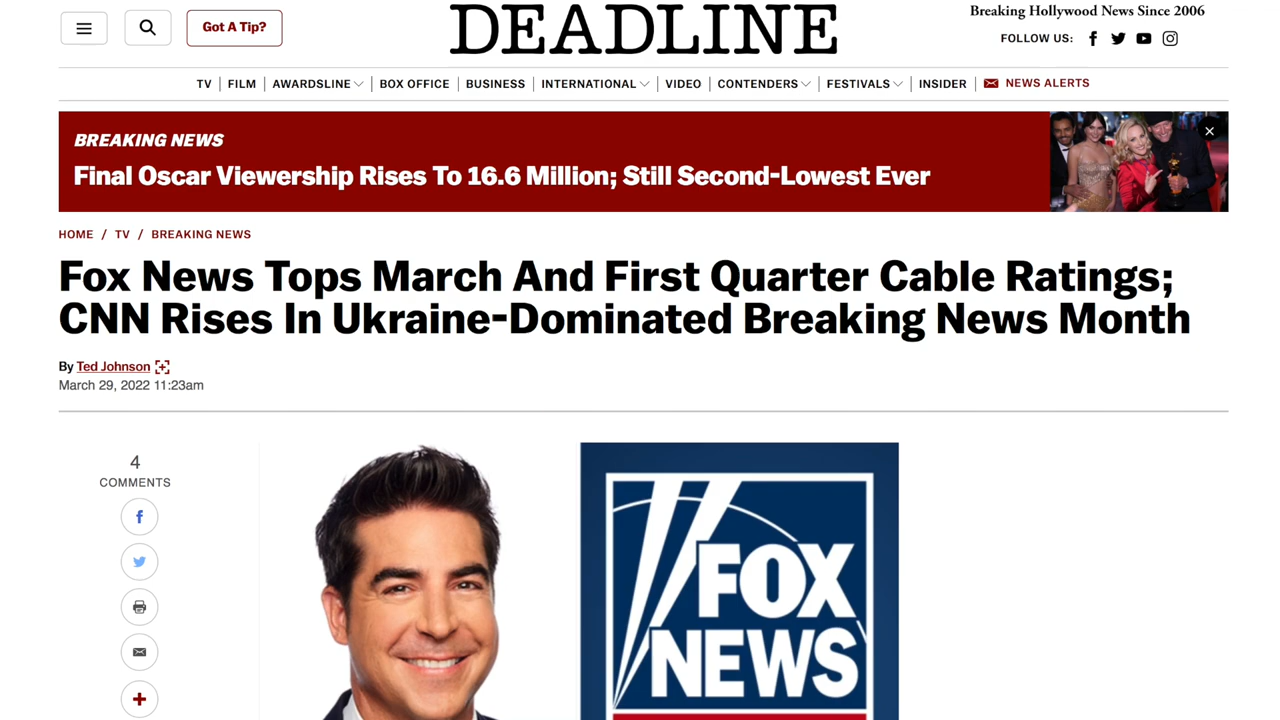 Got A Tip?
DEADLINE
Breaking Hollywood News Since 2006
FOLLOW US:
TV
FILM
AWARDSLINE
BOX OFFICE
BUSINESS
INTERNATIONAL
VIDEO
CONTENDERS
FESTIVALS
INSIDER
NEWS ALERTS
BREAKING NEWS
Final Oscar Viewership Rises To 16.6 Million; Still Second-Lowest Ever
HOME / TV / BREAKING NEWS
Fox News Tops March And First Quarter Cable Ratings;
CNN Rises In Ukraine-Dominated Breaking News Month
By Ted Johnson
March 29, 2022 11:23am
4
COMMENTS
FOX
NEWS